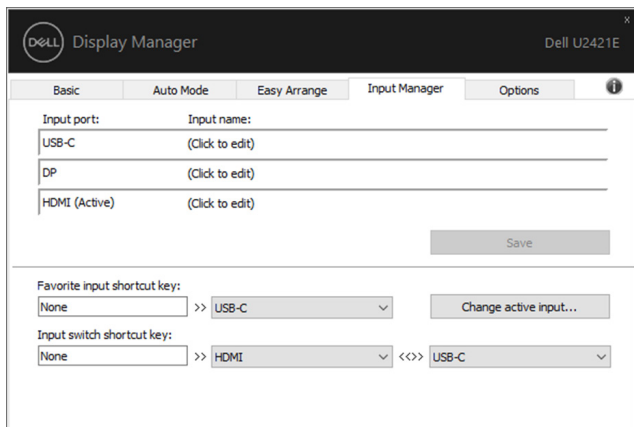 x
DELL Display Manager Dell U2421E
Basic Auto Mode Easy Arrange Input Manager Options i
Input port: Input name:
USB-C (Click to edit)
DP (Click to edit)
HDMI (Active) (Click to edit)
Save
Favorite input shortcut key:
None >> USB-C Change active input...
Input switch shortcut key:
None >> HDMI <<>> USB-C